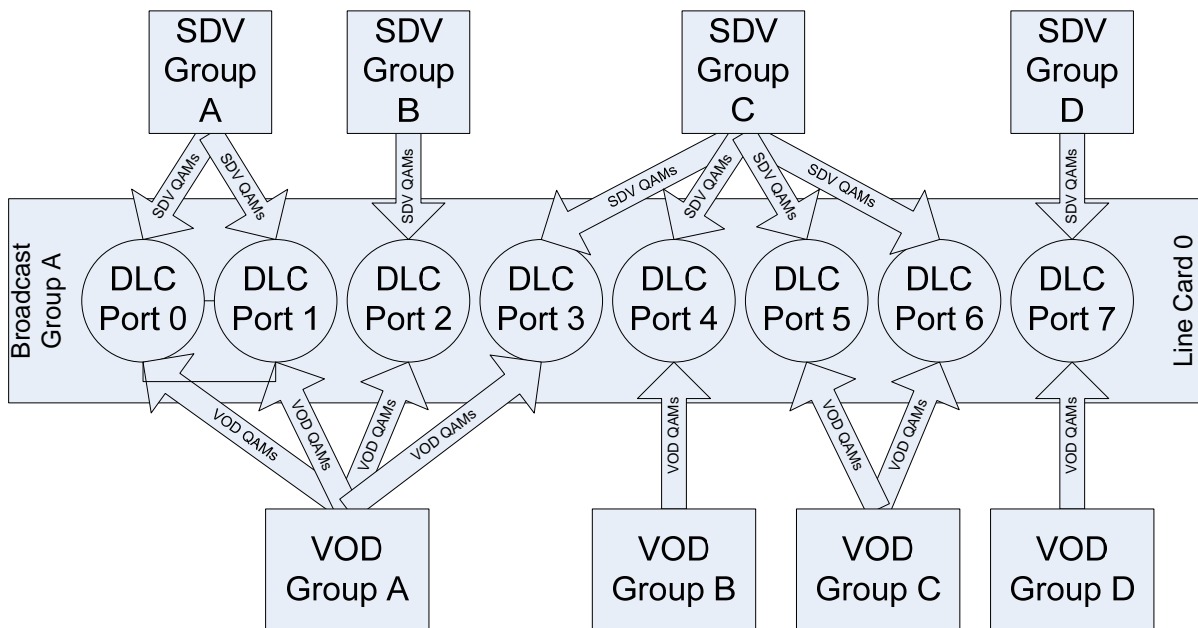 SDV
Group
A
SDV
Group
B
SDV
Group
C
SDV
Group
D
SDV QAMs
SDV QAMs
SDV QAMs
SDV QAMs
SDV QAMs
SDV QAMs
SDV QAMs
SDV QAMs
Broadcast
Group A
DLC
Port 0
DLC
Port 1
DLC
Port 2
DLC
Port 3
DLC
Port 4
DLC
Port 5
DLC
Port 6
DLC
Port 7
Line Card 0
VOD QAMs
VOD QAMs
VOD QAMs
VOD QAMs
VOD QAMs
VOD QAMs
VOD QAMs
VOD QAMs
VOD
Group A
VOD
Group B
VOD
Group C
VOD
Group D